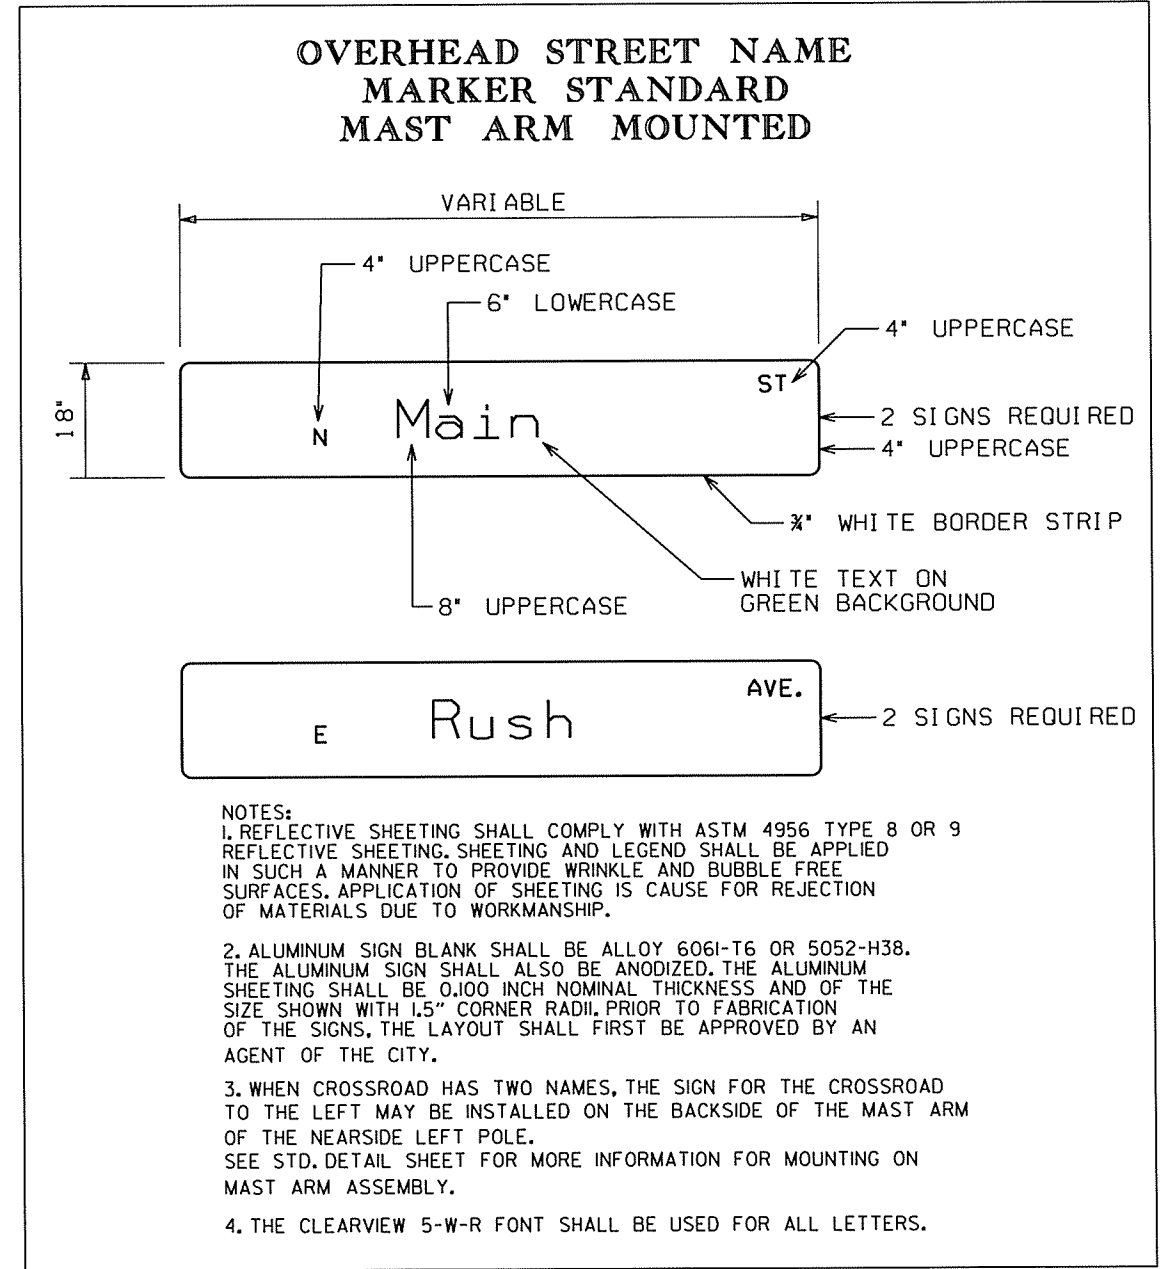 OVERHEAD STREET NAME
MARKER STANDARD
MAST ARM MOUNTED
VARIABLE
4" UPPERCASE
6" LOWERCASE
4" UPPERCASE
18"
N
Main
ST
2 SIGNS REQUIRED
4" UPPERCASE
¾" WHITE BORDER STRIP
WHITE TEXT ON
GREEN BACKGROUND
8" UPPERCASE
E
Rush
AVE.
2 SIGNS REQUIRED
NOTES:
1. REFLECTIVE SHEETING SHALL COMPLY WITH ASTM 4956 TYPE 8 OR 9
REFLECTIVE SHEETING. SHEETING AND LEGEND SHALL BE APPLIED
IN SUCH A MANNER TO PROVIDE WRINKLE AND BUBBLE FREE
SURFACES. APPLICATION OF SHEETING IS CAUSE FOR REJECTION
OF MATERIALS DUE TO WORKMANSHIP.
2. ALUMINUM SIGN BLANK SHALL BE ALLOY 6061-T6 OR 5052-H38.
THE ALUMINUM SIGN SHALL ALSO BE ANODIZED. THE ALUMINUM
SHEETING SHALL BE 0.100 INCH NOMINAL THICKNESS AND OF THE
SIZE SHOWN WITH 1.5" CORNER RADII. PRIOR TO FABRICATION
OF THE SIGNS, THE LAYOUT SHALL FIRST BE APPROVED BY AN
AGENT OF THE CITY.
3. WHEN CROSSROAD HAS TWO NAMES, THE SIGN FOR THE CROSSROAD
TO THE LEFT MAY BE INSTALLED ON THE BACKSIDE OF THE MAST ARM
OF THE NEARSIDE LEFT POLE.
SEE STD. DETAIL SHEET FOR MORE INFORMATION FOR MOUNTING ON
MAST ARM ASSEMBLY.
4. THE CLEARVIEW 5-W-R FONT SHALL BE USED FOR ALL LETTERS.